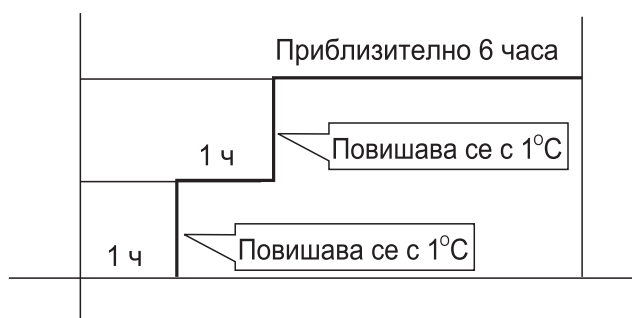 Приблизително 6 часа
1 ч
Повишава се с 1°C
1 ч
Повишава се с 1°C